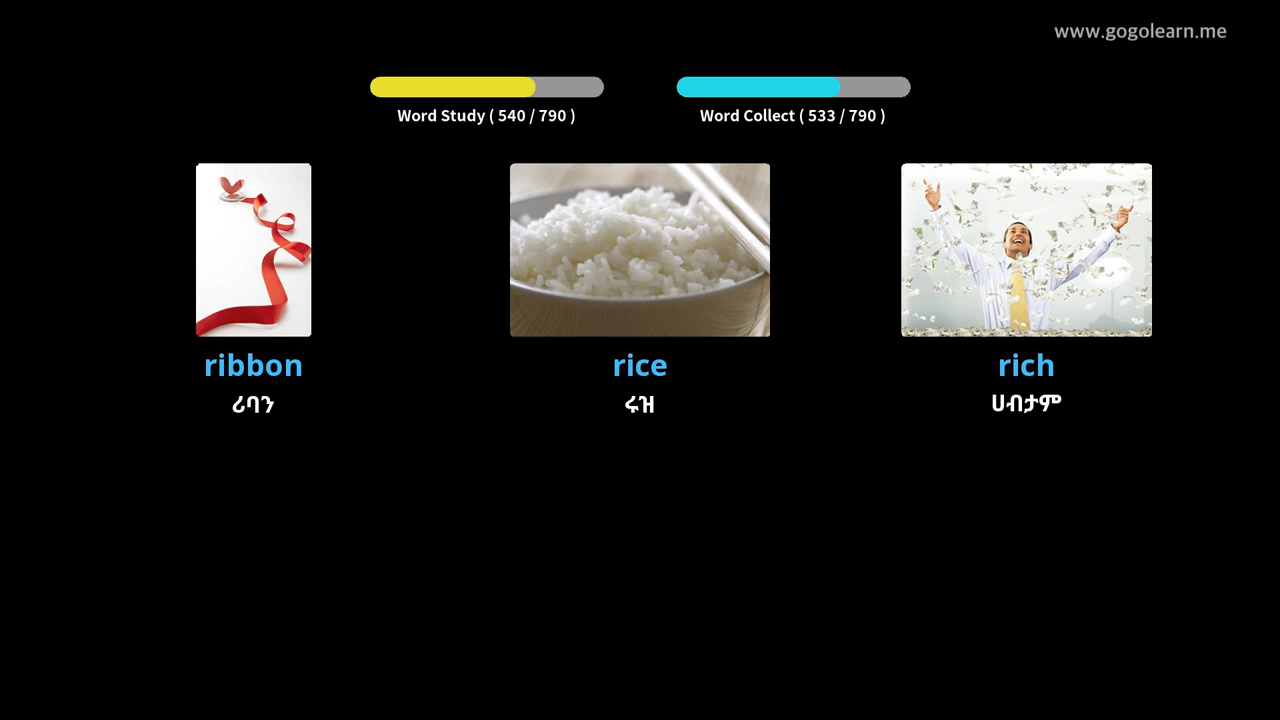 www.gogolearn.me
Word Study ( 540 / 790 )
Word Collect ( 533 / 790 )
ribbon
ሪባን
rice
ሩዝ
rich
ሀብታም